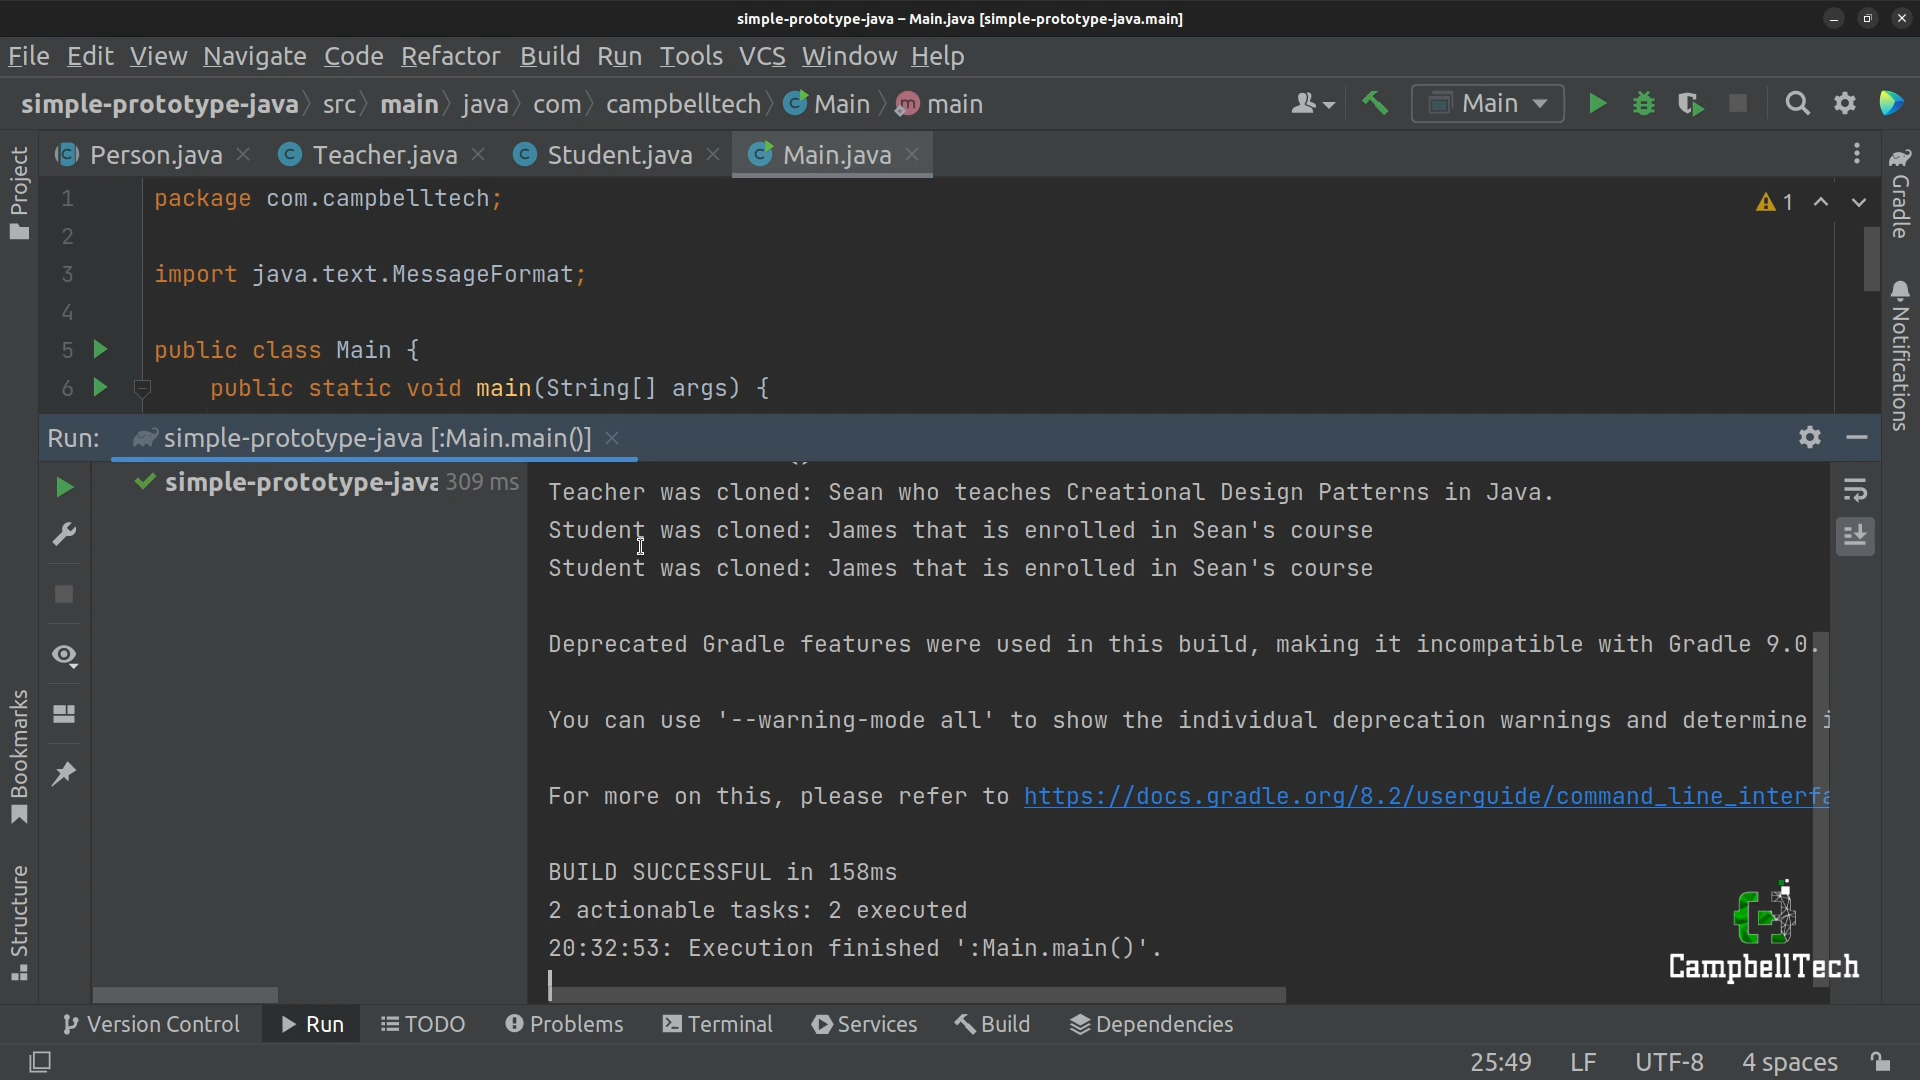 simple-prototype-java – Main.java [simple-prototype-java.main]
File Edit View Navigate Code Refactor Build Run Tools VCS Window Help
simple-prototype-java src main java com campbelltech Main main
Main
Person.java Teacher.java Student.java Main.java
1 package com.campbelltech;
2
3 import java.text.MessageFormat;
4
5 public class Main {
6 public static void main(String[] args) {
1
Project
Bookmarks
Structure
Gradle
Notifications
Run: simple-prototype-java [:Main.main()]
simple-prototype-java 309 ms
Teacher was cloned: Sean who teaches Creational Design Patterns in Java.
Student was cloned: James that is enrolled in Sean's course
Student was cloned: James that is enrolled in Sean's course
Deprecated Gradle features were used in this build, making it incompatible with Gradle 9.0.
You can use '--warning-mode all' to show the individual deprecation warnings and determine
For more on this, please refer to https://docs.gradle.org/8.2/userguide/command_line_interfa
BUILD SUCCESSFUL in 158ms
2 actionable tasks: 2 executed
20:32:53: Execution finished ':Main.main()'.
CampbellTech
Version Control Run TODO Problems Terminal Services Build Dependencies
25:49 LF UTF-8 4 spaces